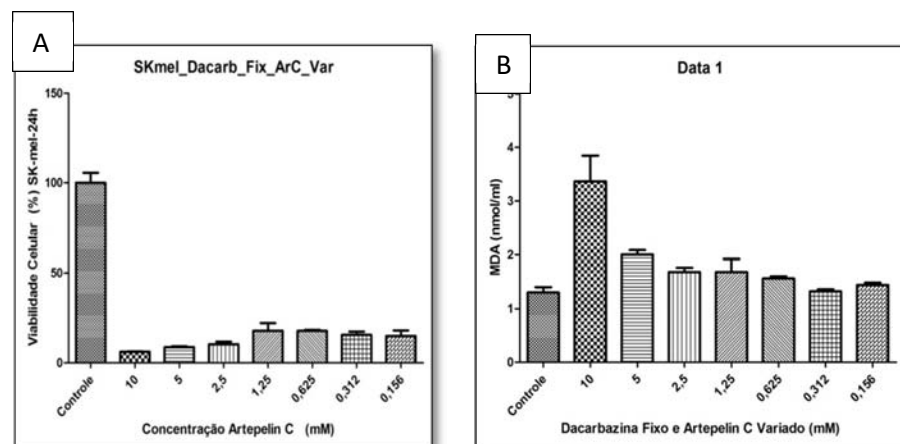 A
SKmel_Dacarb_Fix_ArC_Var
Viabilidade Celular (%) SK-mel-24h
150
100
50
0
Controle
10
5
2,5
1,25
0,625
0,312
0,156
Concentração Artepelin C (mM)
B
Data 1
MDA (nmol/ml)
5
4
3
2
1
0
Controle
10
5
2,5
1,25
0,625
0,312
0,156
Dacarbazina Fixo e Artepelin C Variado (mM)